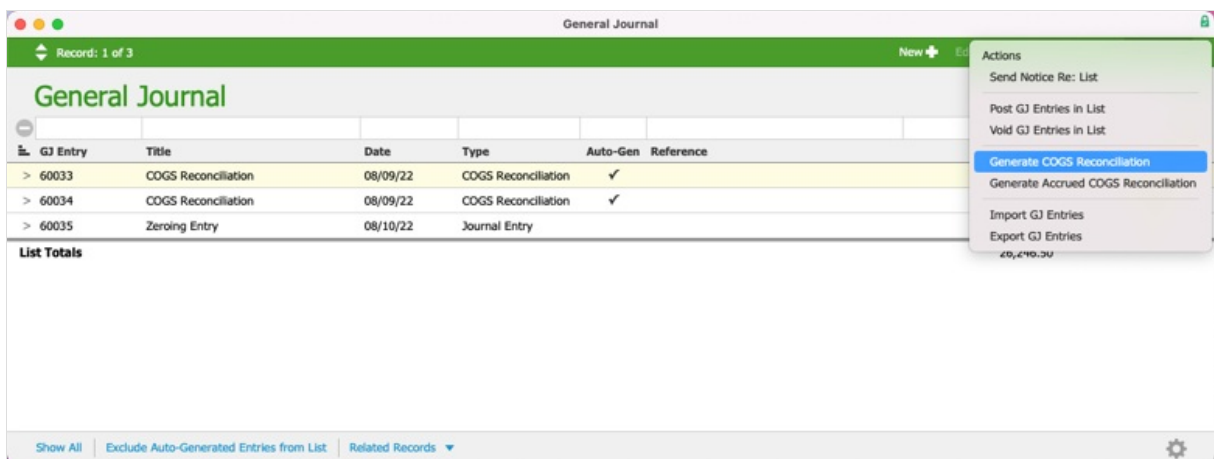 General Journal
Record: 1 of 3
New
Ed
Actions
Send Notice Re: List
Post GJ Entries in List
Void GJ Entries in List
Generate COGS Reconciliation
Generate Accrued COGS Reconciliation
Import GJ Entries
Export GJ Entries
General Journal
GJ Entry Title Date Type Auto-Gen Reference
> 60033 COGS Reconciliation 08/09/22 COGS Reconciliation ✓
> 60034 COGS Reconciliation 08/09/22 COGS Reconciliation ✓
> 60035 Zeroing Entry 08/10/22 Journal Entry
List Totals 26,246.50
Show All Exclude Auto-Generated Entries from List Related Records ▼